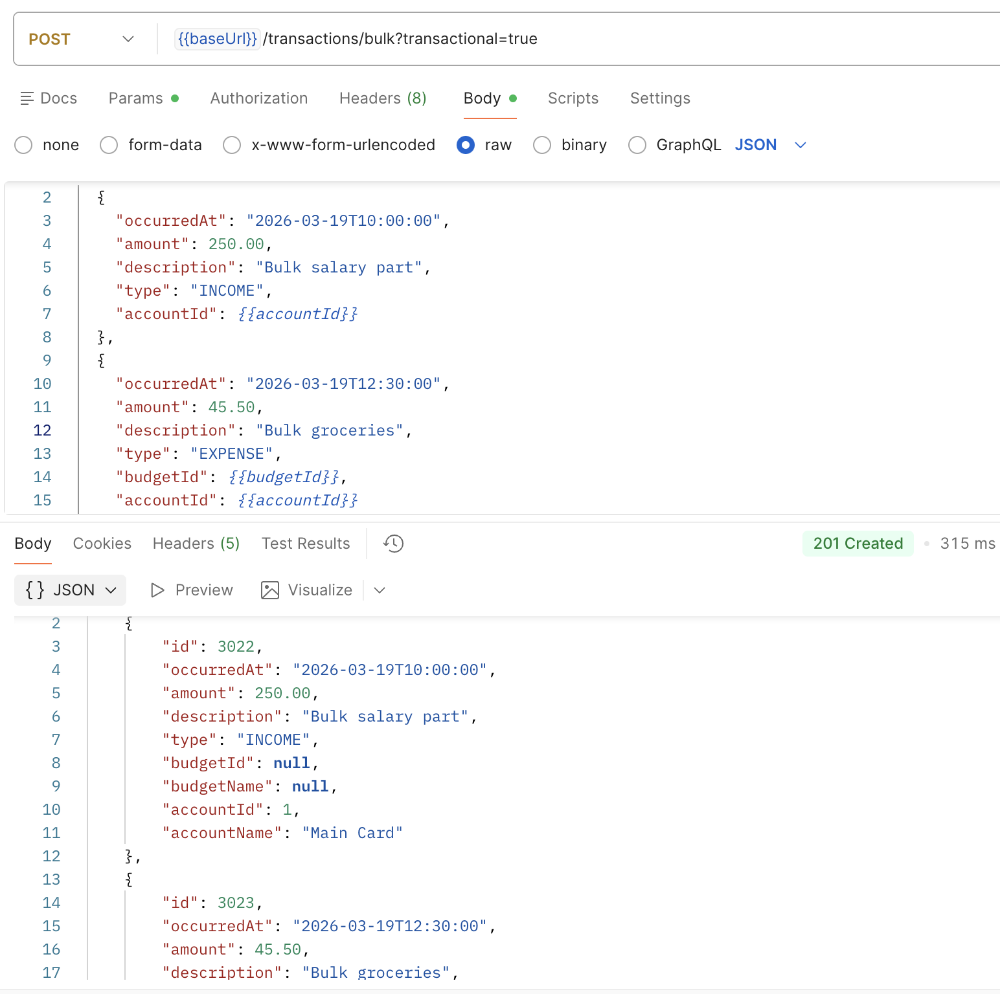 POST {{baseUrl}}/transactions/bulk?transactional=true
Docs Params Authorization Headers (8) Body Scripts Settings
none form-data x-www-form-urlencoded raw binary GraphQL JSON
2 {
3 "occurredAt": "2026-03-19T10:00:00",
4 "amount": 250.00,
5 "description": "Bulk salary part",
6 "type": "INCOME",
7 "accountId": {{accountId}}
8 },
9 {
10 "occurredAt": "2026-03-19T12:30:00",
11 "amount": 45.50,
12 "description": "Bulk groceries",
13 "type": "EXPENSE",
14 "budgetId": {{budgetId}},
15 "accountId": {{accountId}}
Body Cookies Headers (5) Test Results 201 Created 315 ms
{} JSON Preview Visualize
2 {
3 "id": 3022,
4 "occurredAt": "2026-03-19T10:00:00",
5 "amount": 250.00,
6 "description": "Bulk salary part",
7 "type": "INCOME",
8 "budgetId": null,
9 "budgetName": null,
10 "accountId": 1,
11 "accountName": "Main Card"
12 },
13 {
14 "id": 3023,
15 "occurredAt": "2026-03-19T12:30:00",
16 "amount": 45.50,
17 "description": "Bulk groceries",